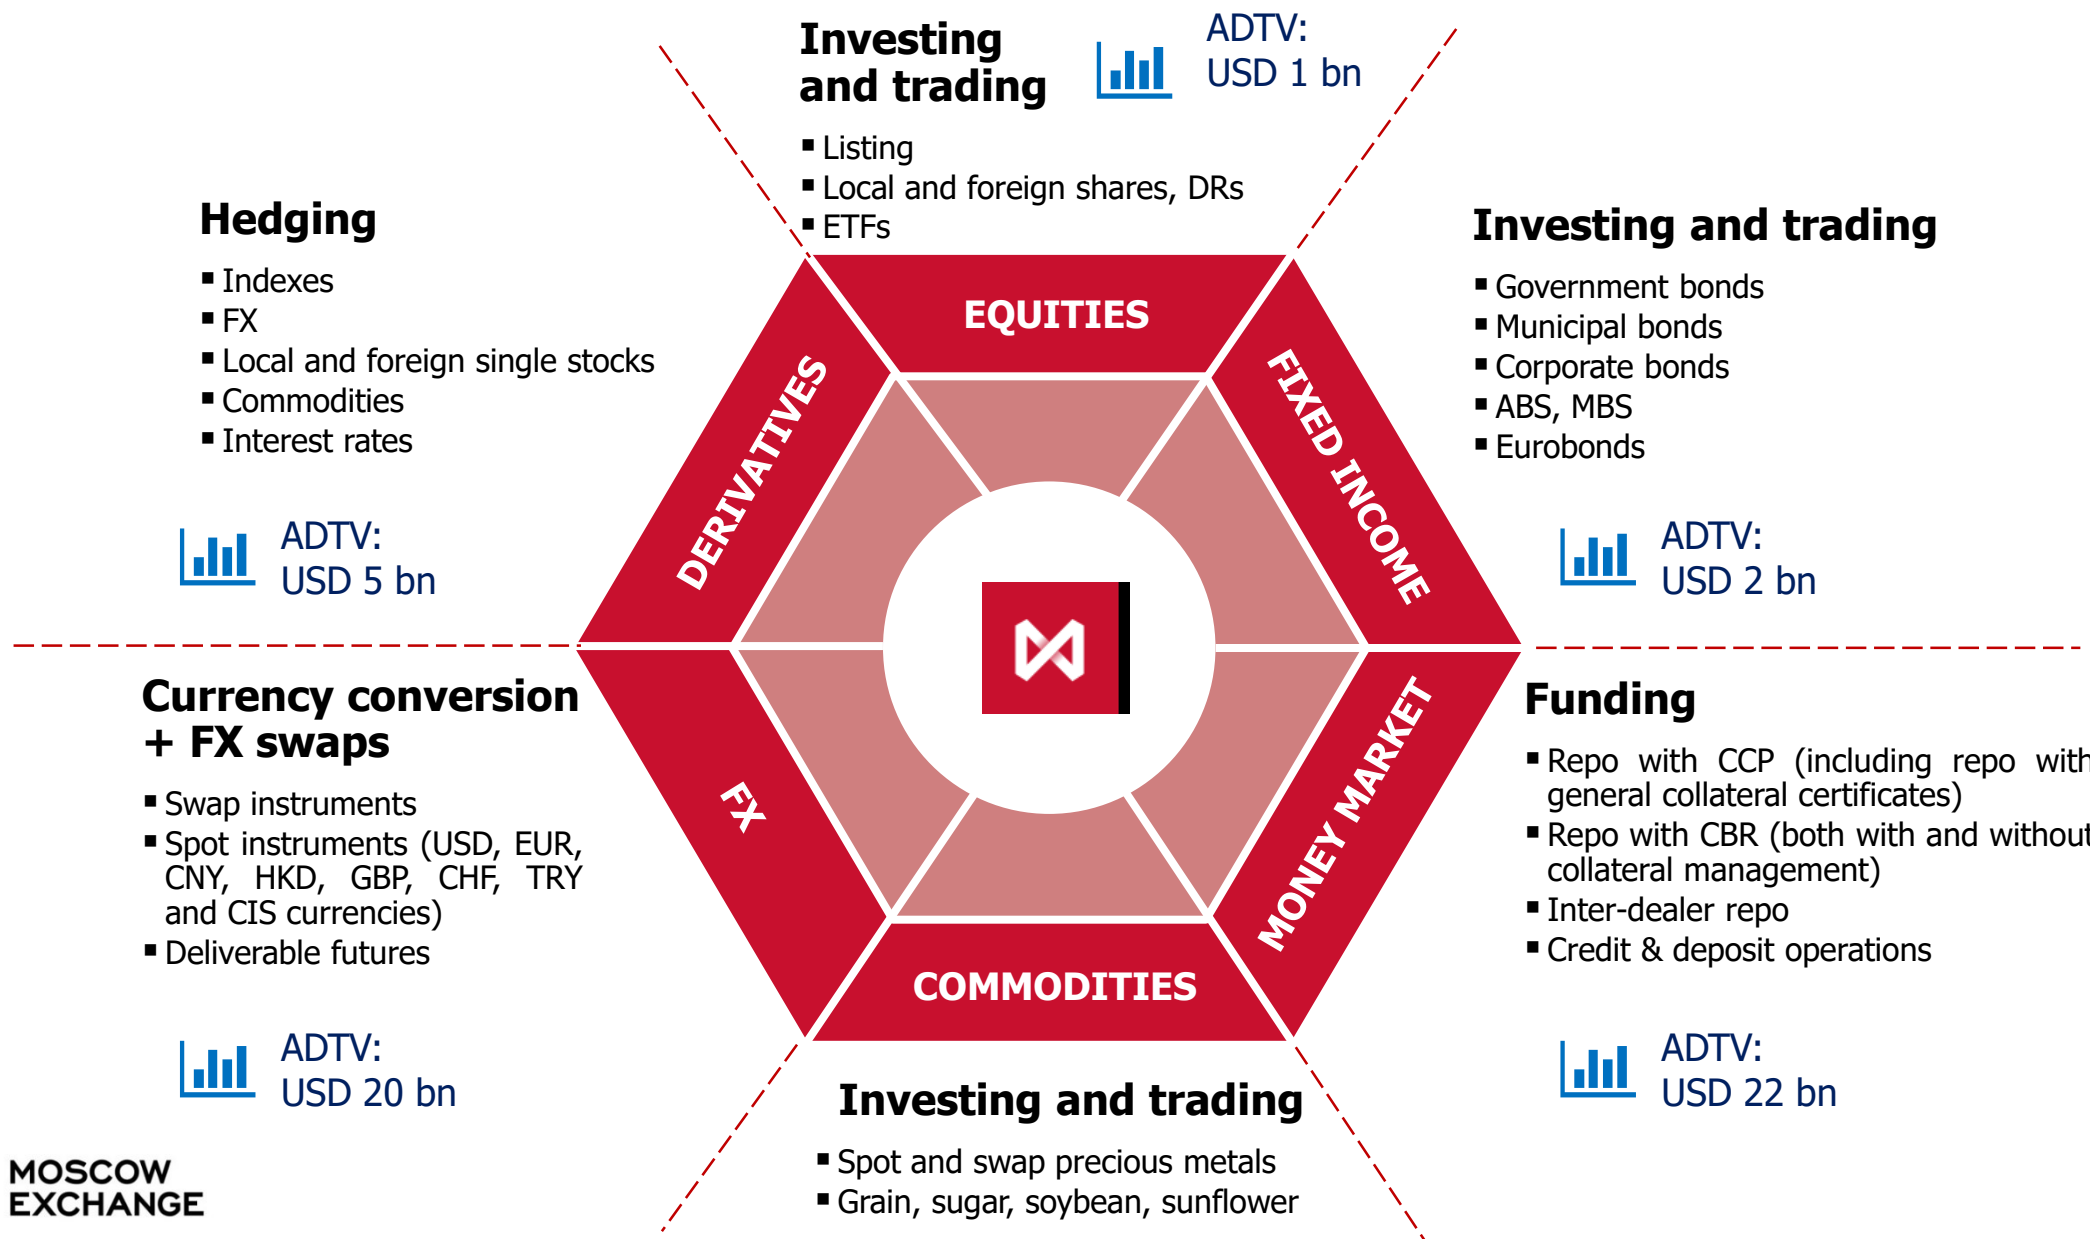 Investing
and trading
ADTV:
USD 1 bn
▪ Listing
▪ Local and foreign shares, DRs
▪ ETFs
Hedging
▪ Indexes
▪ FX
▪ Local and foreign single stocks
▪ Commodities
▪ Interest rates
ADTV:
USD 5 bn
Investing and trading
▪ Government bonds
▪ Municipal bonds
▪ Corporate bonds
▪ ABS, MBS
▪ Eurobonds
ADTV:
USD 2 bn
EQUITIES
DERIVATIVES
FIXED INCOME
FX
MONEY MARKET
COMMODITIES
Currency conversion
+ FX swaps
▪ Swap instruments
▪ Spot instruments (USD, EUR,
CNY, HKD, GBP, CHF, TRY
and CIS currencies)
▪ Deliverable futures
ADTV:
USD 20 bn
Funding
▪ Repo with CCP (including repo with
general collateral certificates)
▪ Repo with CBR (both with and without
collateral management)
▪ Inter-dealer repo
▪ Credit & deposit operations
ADTV:
USD 22 bn
Investing and trading
▪ Spot and swap precious metals
▪ Grain, sugar, soybean, sunflower
MOSCOW
EXCHANGE